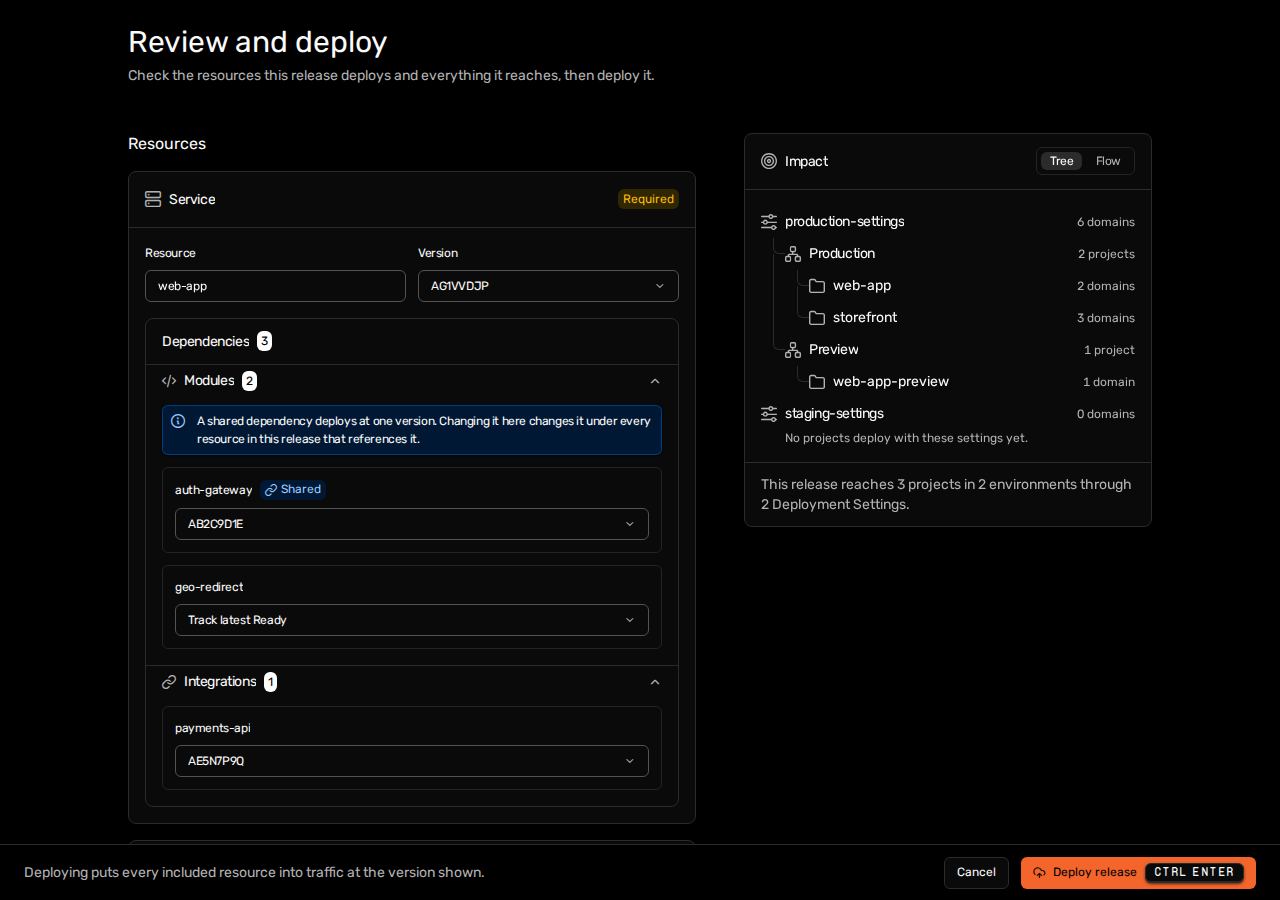 Review and deploy
Check the resources this release deploys and everything it reaches, then deploy it.
Resources
Service
Required
Resource
Version
web-app
AG1VVDJP
Dependencies 3
Modules 2
A shared dependency deploys at one version. Changing it here changes it under every
resource in this release that references it.
auth-gateway
Shared
AB2C9D1E
geo-redirect
Track latest Ready
Integrations 1
payments-api
AE5N7P9Q
Impact
Tree
Flow
production-settings
6 domains
Production
2 projects
web-app
2 domains
storefront
3 domains
Preview
1 project
web-app-preview
1 domain
staging-settings
0 domains
No projects deploy with these settings yet.
This release reaches 3 projects in 2 environments through
2 Deployment Settings.
Deploying puts every included resource into traffic at the version shown.
Cancel
Deploy release
CTRL ENTER